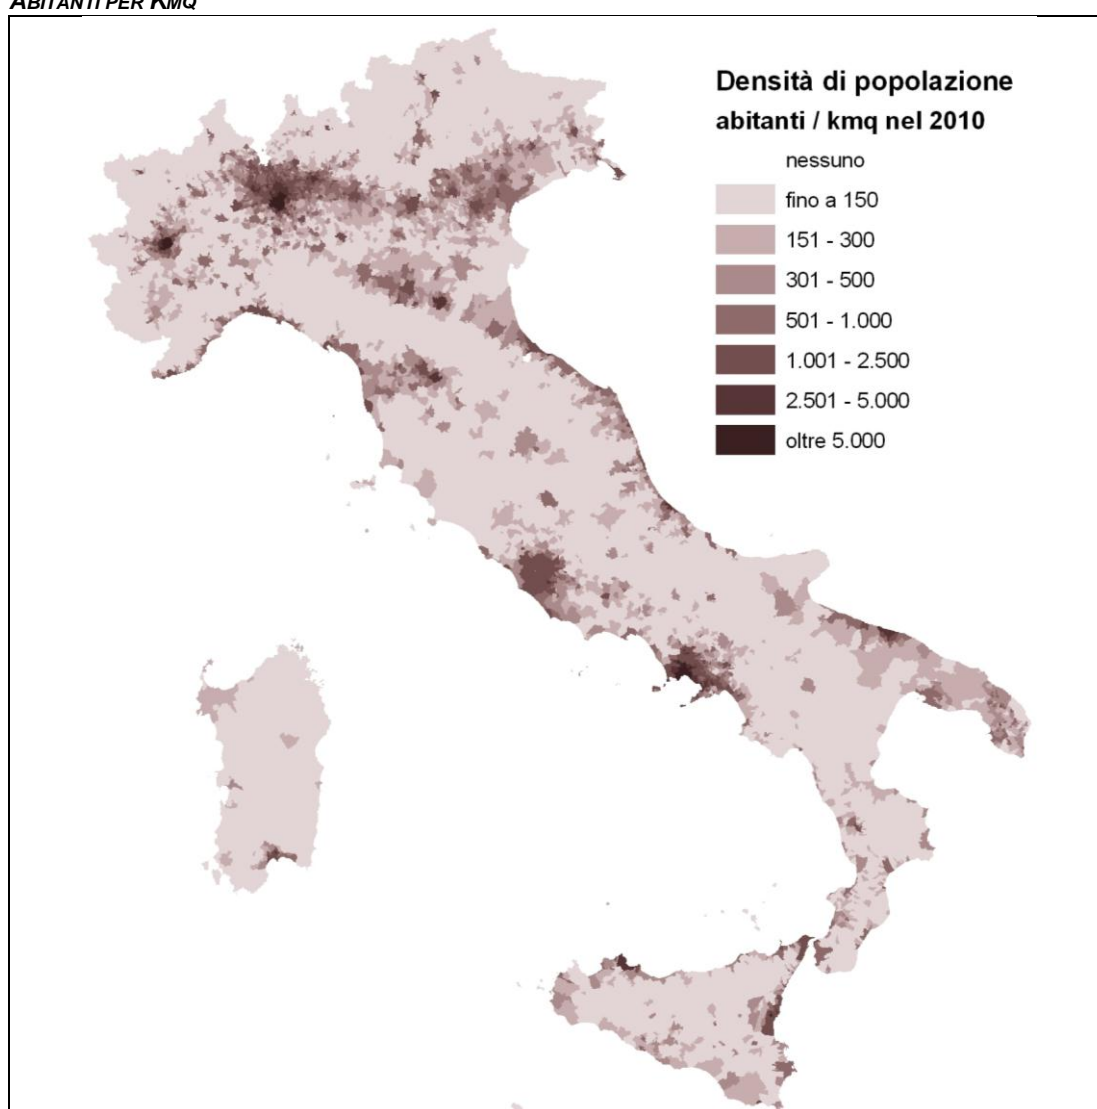 ABITANTI PER KMQ
Densità di popolazione
abitanti / kmq nel 2010
nessuno
fino a 150
151 - 300
301 - 500
501 - 1.000
1.001 - 2.500
2.501 - 5.000
oltre 5.000